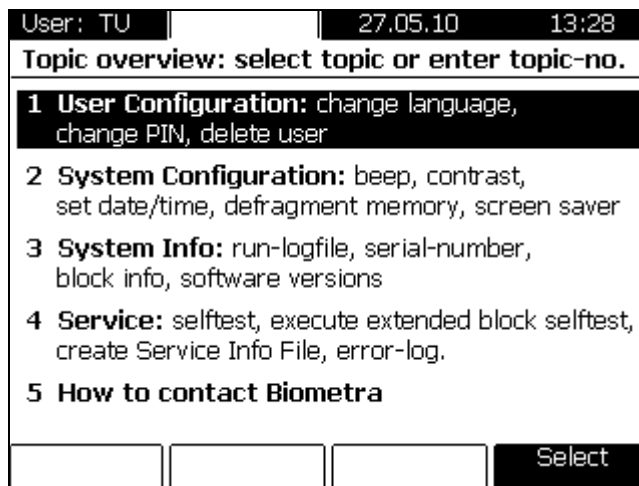 User: TU 27.05.10 13:28
Topic overview: select topic or enter topic-no.
1 User Configuration: change language,
change PIN, delete user
2 System Configuration: beep, contrast,
set date/time, defragment memory, screen saver
3 System Info: run-logfile, serial-number,
block info, software versions
4 Service: selftest, execute extended block selftest,
create Service Info File, error-log.
5 How to contact Biometra
Select